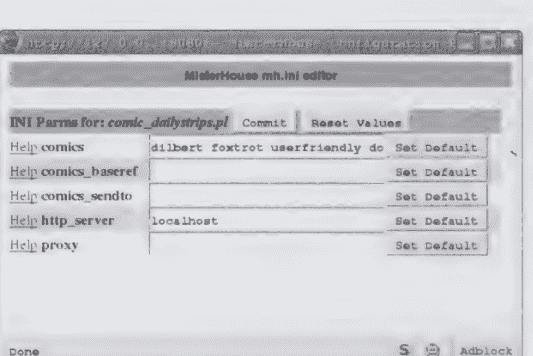 MisterHouse mh.ini editor
INI Parms for: comic_dailystrips.pl Commit Reset Values
Help comics dilbert foxtrot userfriendly do Set Default
Help comics_baseref Set Default
Help comics_sendto Set Default
Help http_server localhost Set Default
Help proxy Set Default
Done S Adblock